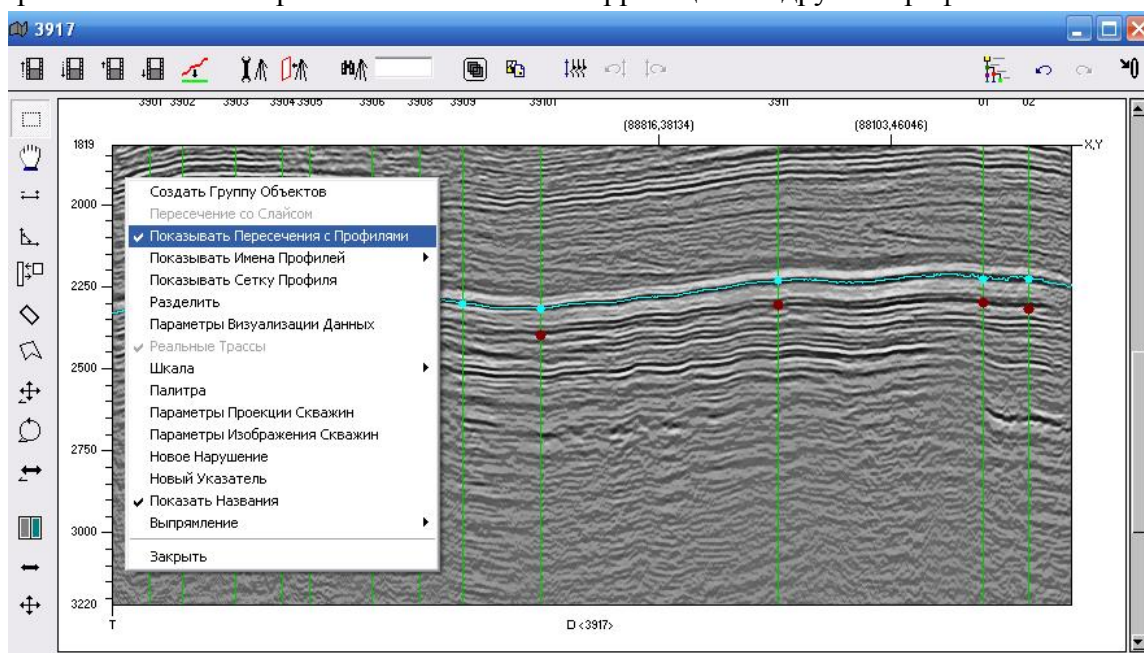 3917
3901 3902 3903 3904 3905 3906 3908 3909 39101 3911 01 02
(88816,38134) (88103,46046)
X,Y
1819
2000
2250
2500
2750
3000
3220
Создать Группу Объектов
Пересечение со Слайсом
Показывать Пересечения с Профилями
Показывать Имена Профилей
Показывать Сетку Профиля
Разделить
Параметры Визуализации Данных
Реальные Трассы
Шкала
Палитра
Параметры Проекции Скважин
Параметры Изображения Скважин
Новое Нарушение
Новый Указатель
Показать Названия
Выпрямление
Закрыть
T
D <3917>